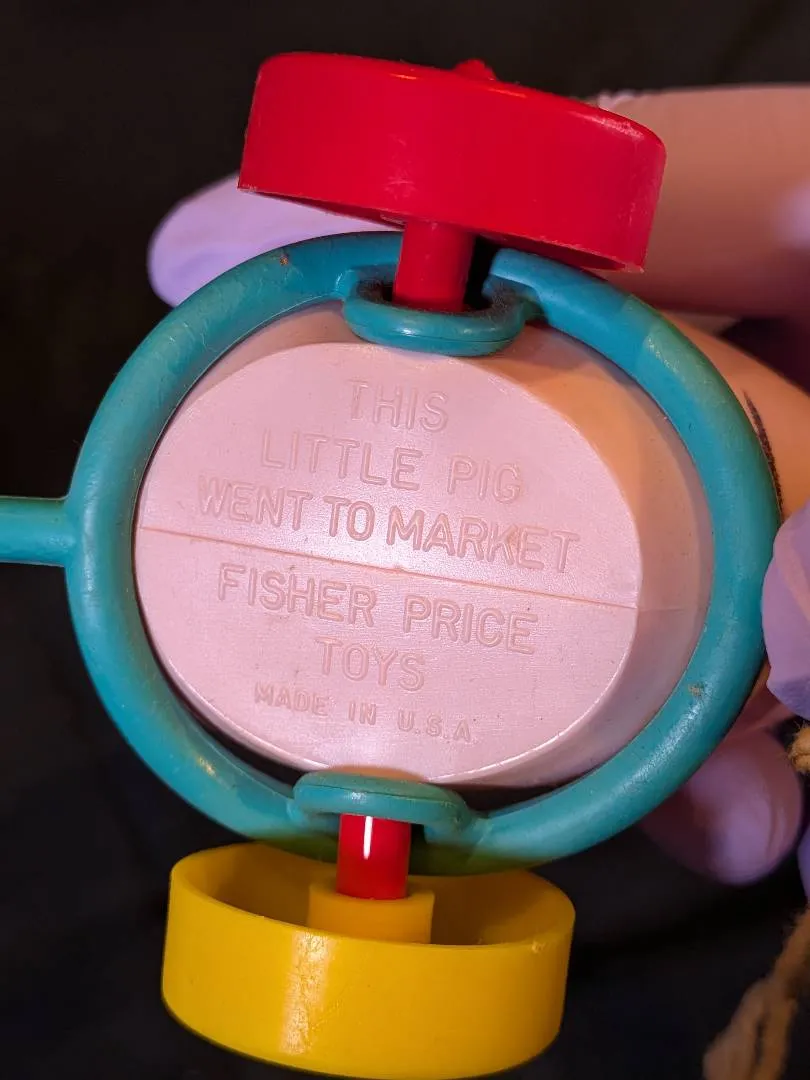 THIS
LITTLE PIG
WENT TO MARKET
FISHER PRICE
TOYS
MADE IN U.S.A.